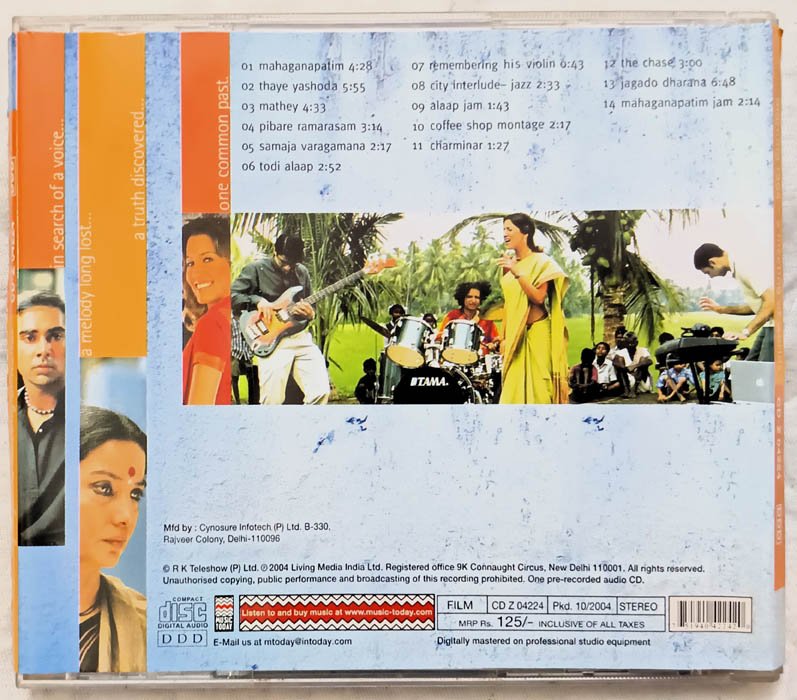 01 mahaganapatim 4:28
02 thaye yashoda 5:55
03 mathey 4:33
04 pibare ramarasam 3:14
05 samaja varagamana 2:17
06 todi alaap 2:52
07 remembering his violin 0:43
08 city interlude– jazz 2:33
09 alaap jam 1:43
10 coffee shop montage 2:17
11 charminar 1:27
12 the chase 3:00
13 jagado dharana 6:48
14 mahaganapatim jam 2:14
in search of a voice...
a melody long lost...
a truth discovered...
one common past.
TAMA.
Mfd by : Cynosure Infotech (P) Ltd. B-330,
Rajveer Colony, Delhi-110096
© R K Teleshow (P) Ltd. ℗ 2004 Living Media India Ltd. Registered office 9K Connaught Circus, New Delhi 110001. All rights reserved.
Unauthorised copying, public performance and broadcasting of this recording prohibited. One pre-recorded audio CD.
COMPACT
disc
DIGITAL AUDIO
DDD
MUSIC
TODAY
Listen to and buy music at www.music-today.com
E-Mail us at mtoday@intoday.com
FILM CD Z 04224 Pkd. 10/2004 STEREO
MRP Rs. 125/– INCLUSIVE OF ALL TAXES
Digitally mastered on professional studio equipment
CD Z 04224 DDD